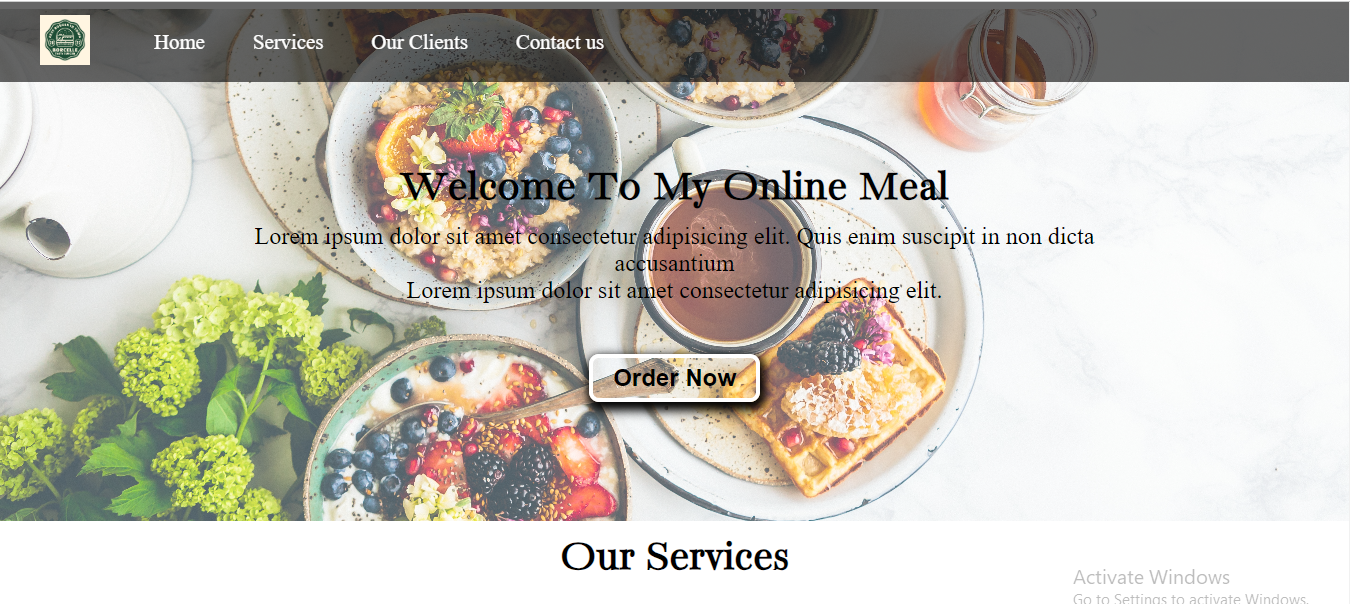 BORCELLE
Home
Services
Our Clients
Contact us
Welcome To My Online Meal
Lorem ipsum dolor sit amet consectetur adipisicing elit. Quis enim suscipit in non dicta
accusantium
Lorem ipsum dolor sit amet consectetur adipisicing elit.
Order Now
Our Services
Activate Windows
Go to Settings to activate Windows.